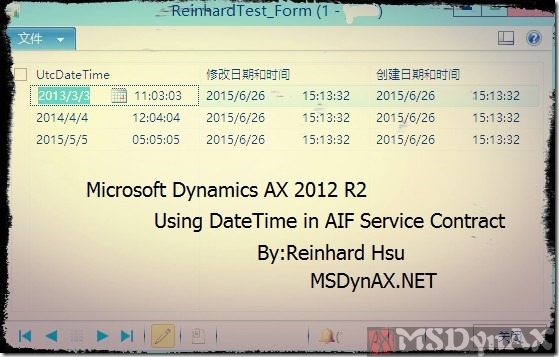 ReinhardTest_Form (1 -
文件
UtcDateTime 修改日期和时间 创建日期和时间
2013/3/3 11:03:03 2015/6/26 15:13:32 2015/6/26 15:13:32
2014/4/4 12:04:04 2015/6/26 15:13:32 2015/6/26 15:13:32
2015/5/5 05:05:05 2015/6/26 15:13:32 2015/6/26 15:13:32
Microsoft Dynamics AX 2012 R2
Using DateTime in AIF Service Contract
By:Reinhard Hsu
MSDynAX.NET
MSDynAX